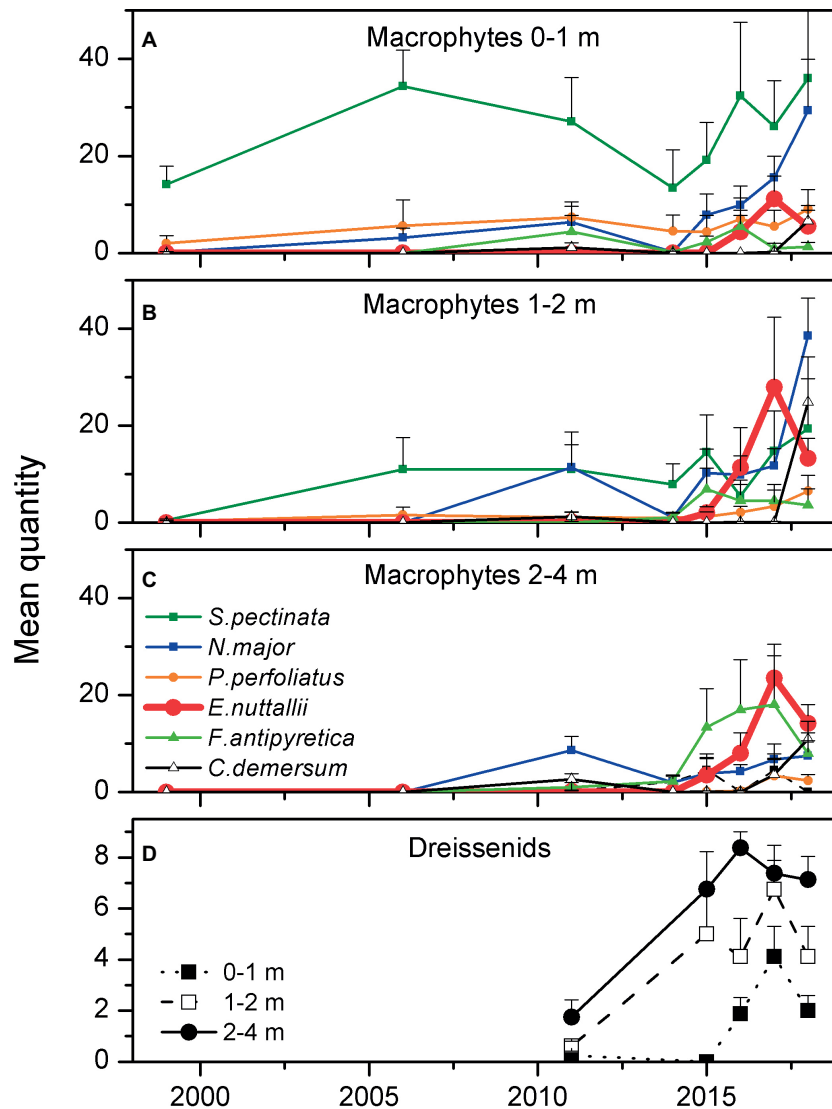 A
Macrophytes 0-1 m
40
20
0
B
Macrophytes 1-2 m
40
20
0
Mean quantity
C
Macrophytes 2-4 m
40
20
0
S.pectinata
N.major
P.perfoliatus
E.nuttallii
F.antipyretica
C.demersum
D
Dreissenids
8
6
4
2
0
0-1 m
1-2 m
2-4 m
2000 2005 2010 2015